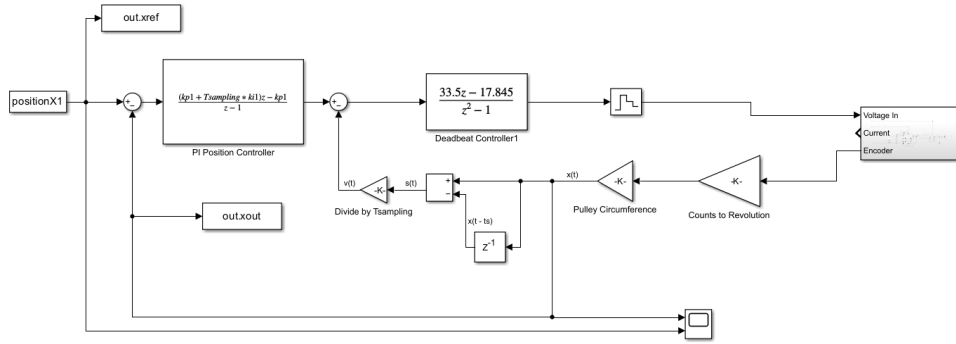 out.xref
positionX1
(kp1 + Tsampling * ki1)z − kp1
z − 1
PI Position Controller
33.5z − 17.845
z² − 1
Deadbeat Controller1
Voltage In
Current
Encoder
v(t)
-K-
Divide by Tsampling
s(t)
+
−
x(t - ts)
Z⁻¹
x(t)
-K-
Pulley Circumference
-K-
Counts to Revolution
out.xout